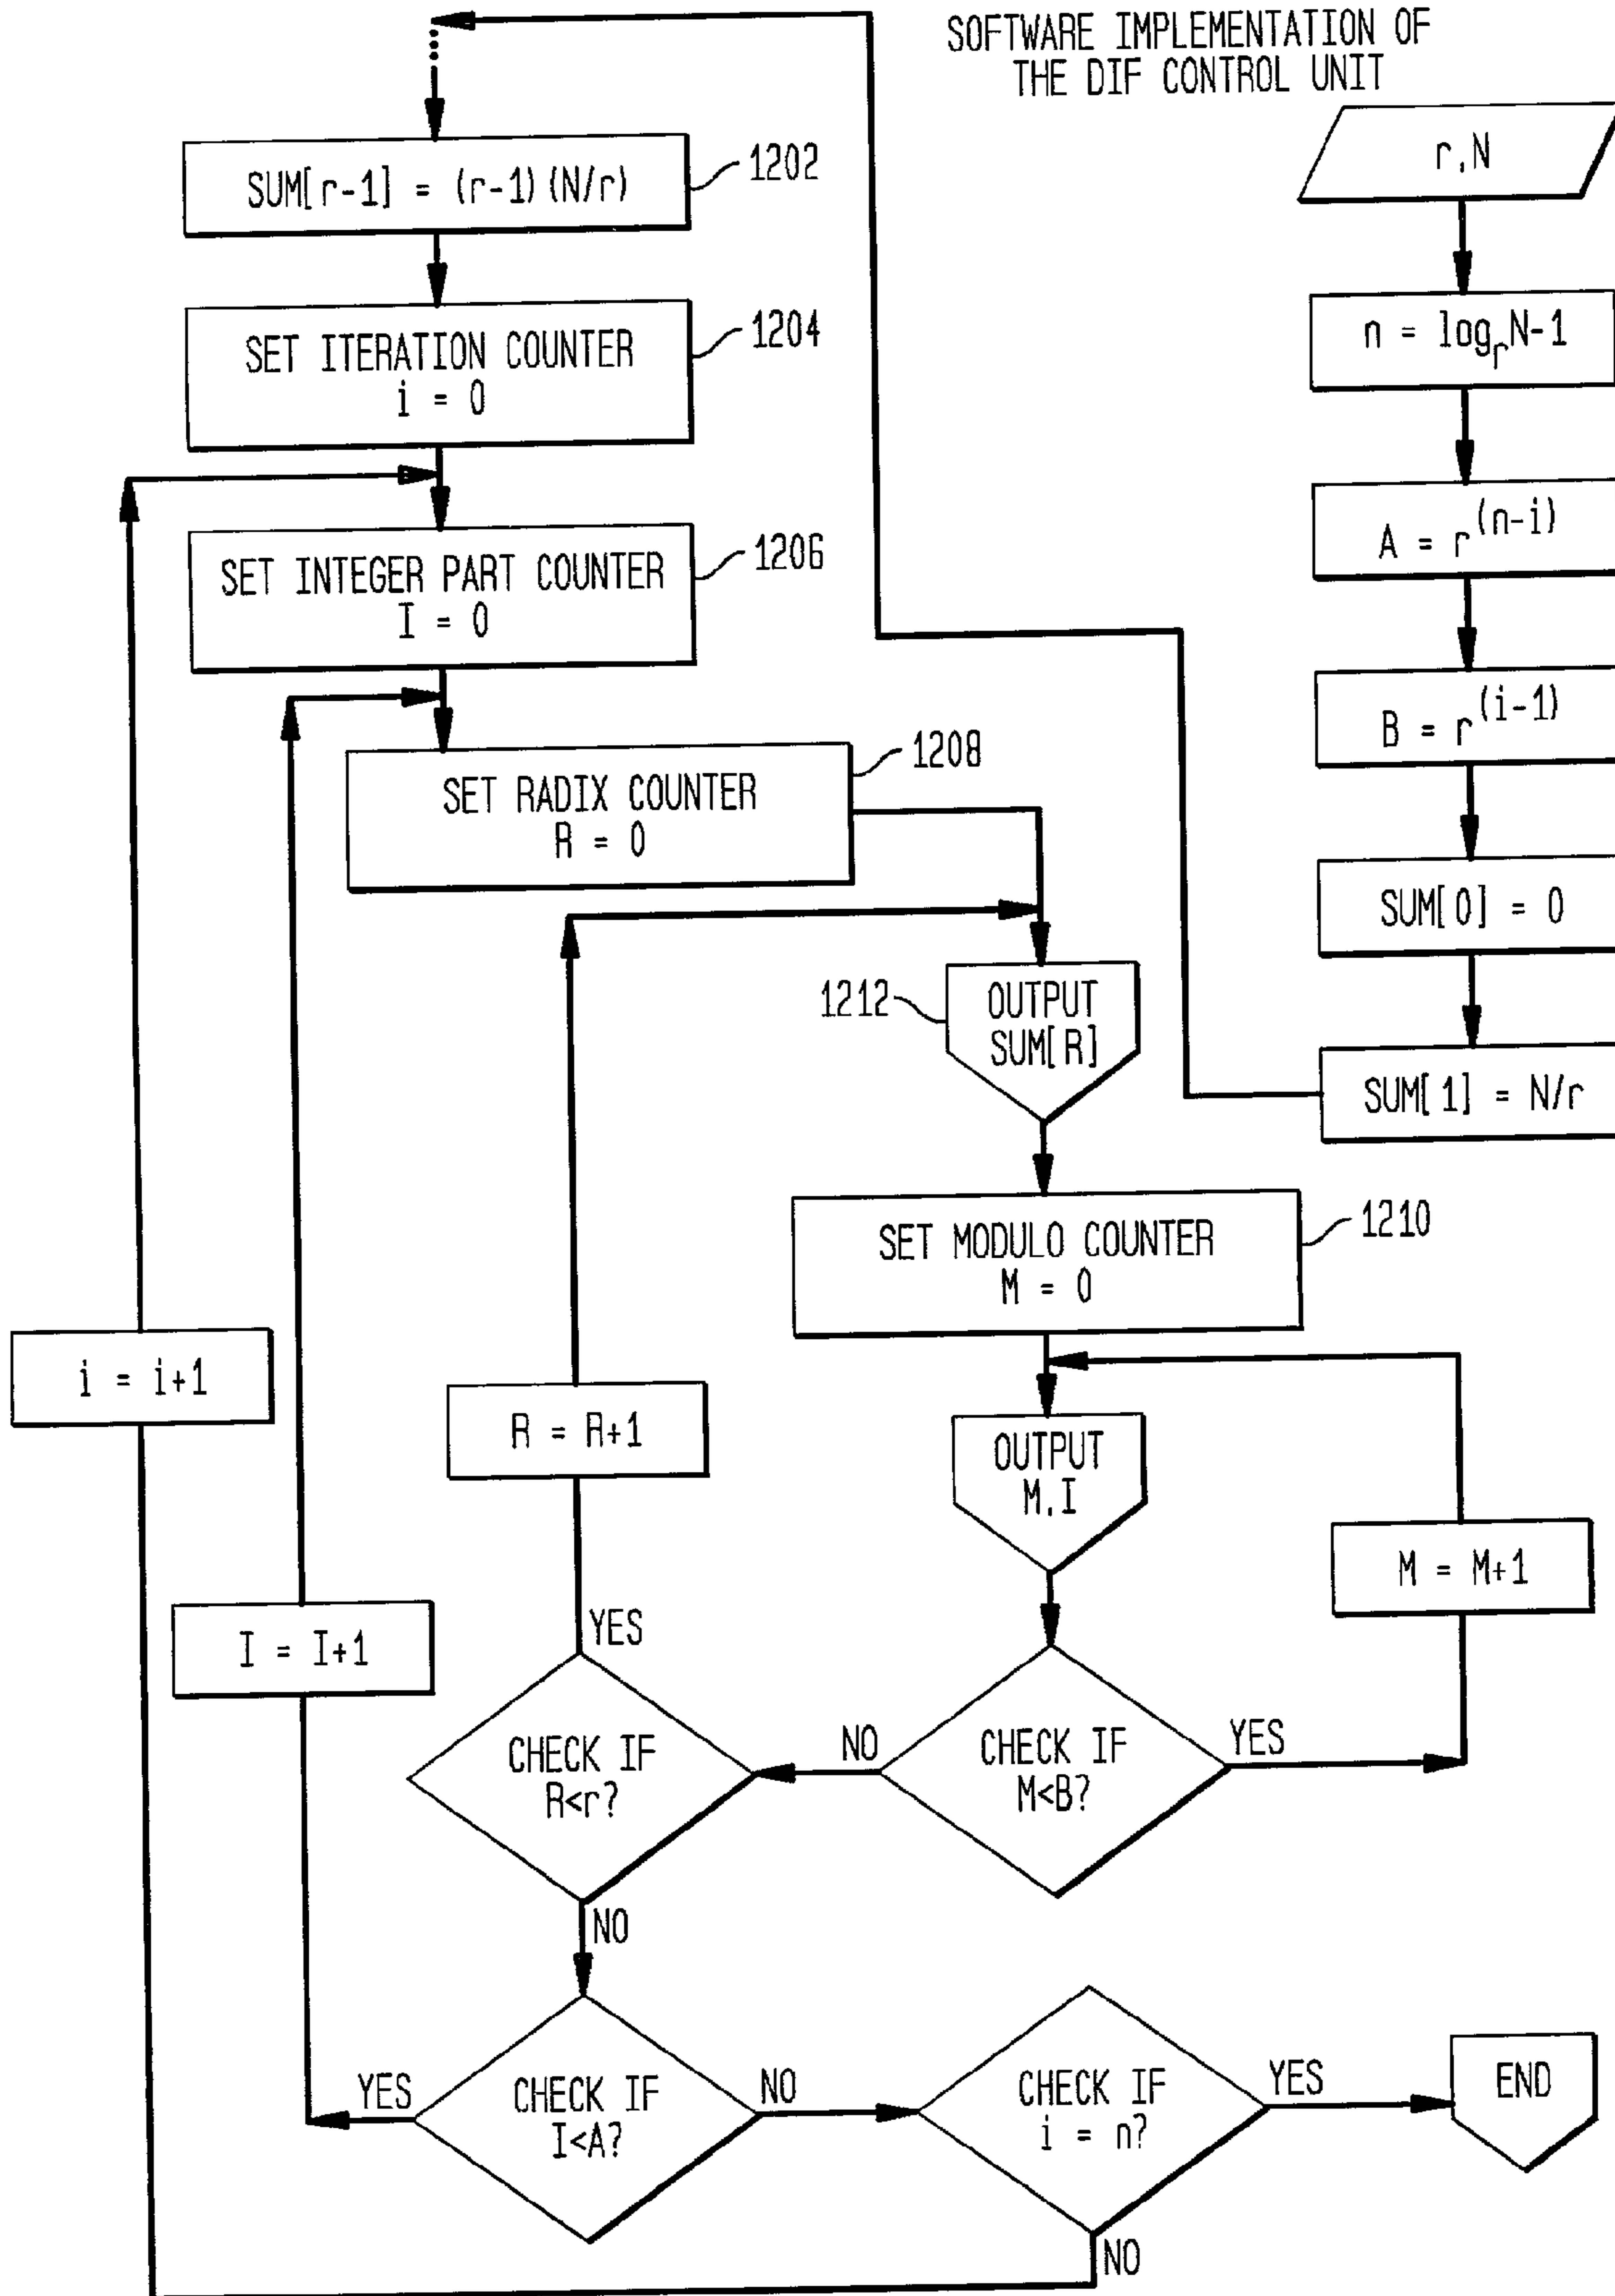 SOFTWARE IMPLEMENTATION OF
THE DIF CONTROL UNIT
r,N
n = log_r N-1
A = r^(n-i)
B = r^(i-1)
SUM[0] = 0
SUM[1] = N/r
SUM[r-1] = (r-1)(N/r)
1202
SET ITERATION COUNTER
i = 0
1204
SET INTEGER PART COUNTER
I = 0
1206
SET RADIX COUNTER
R = 0
1208
OUTPUT
SUM[R]
1212
SET MODULO COUNTER
M = 0
1210
OUTPUT
M,I
M = M+1
CHECK IF
M<B?
YES
NO
CHECK IF
R<r?
YES
R = R+1
NO
CHECK IF
I<A?
YES
I = I+1
NO
CHECK IF
i = n?
YES
END
NO
i = i+1